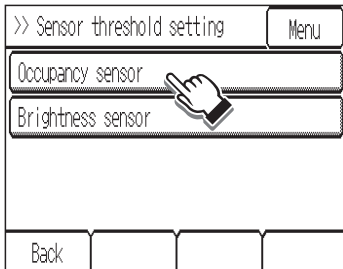 >> Sensor threshold setting
Menu
Occupancy sensor
Brightness sensor
Back